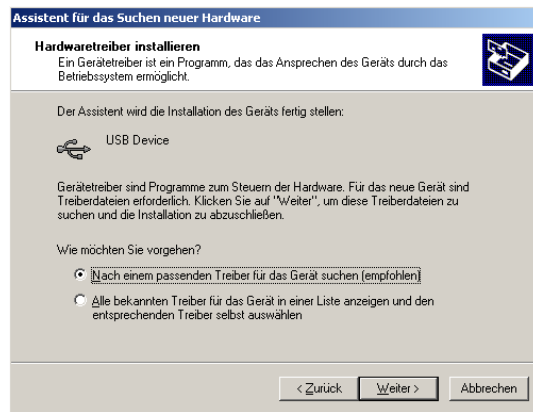 Assistent für das Suchen neuer Hardware
Hardwaretreiber installieren
Ein Gerätetreiber ist ein Programm, das das Ansprechen des Geräts durch das
Betriebssystem ermöglicht.
Der Assistent wird die Installation des Geräts fertig stellen:
USB Device
Gerätetreiber sind Programme zum Steuern der Hardware. Für das neue Gerät sind
Treiberdateien erforderlich. Klicken Sie auf "Weiter", um diese Treiberdateien zu
suchen und die Installation zu abzuschließen.
Wie möchten Sie vorgehen?
Nach einem passenden Treiber für das Gerät suchen (empfohlen)
Alle bekannten Treiber für das Gerät in einer Liste anzeigen und den
entsprechenden Treiber selbst auswählen
< Zurück Weiter > Abbrechen